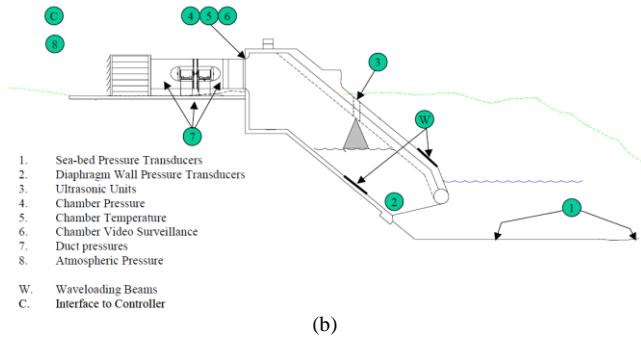 C 4 5 6
8
3
7
W
2
1
1. Sea-bed Pressure Transducers
2. Diaphragm Wall Pressure Transducers
3. Ultrasonic Units
4. Chamber Pressure
5. Chamber Temperature
6. Chamber Video Surveillance
7. Duct pressures
8. Atmospheric Pressure
W. Waveloading Beams
C. Interface to Controller
(b)